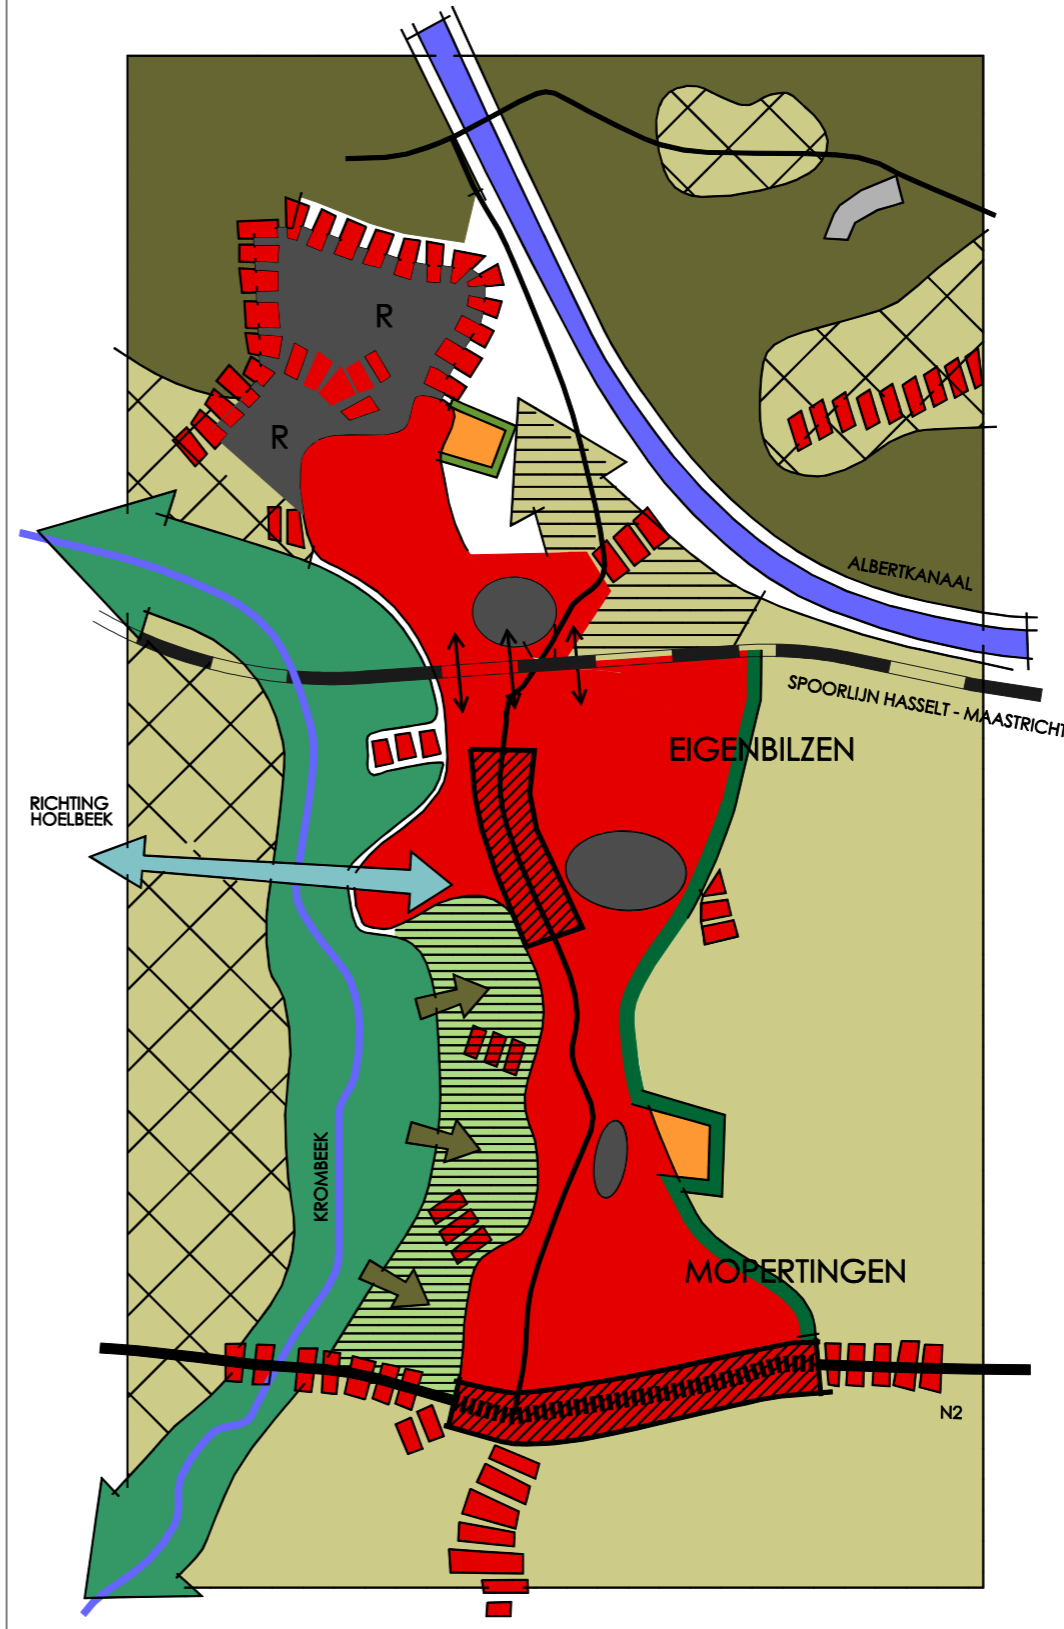 R
R
ALBERTKANAAL
SPOORLIJN HASSELT - MAASTRICHT
EIGENBILZEN
RICHTING
HOELBEEK
KROMBEEK
MOPERTINGEN
N2